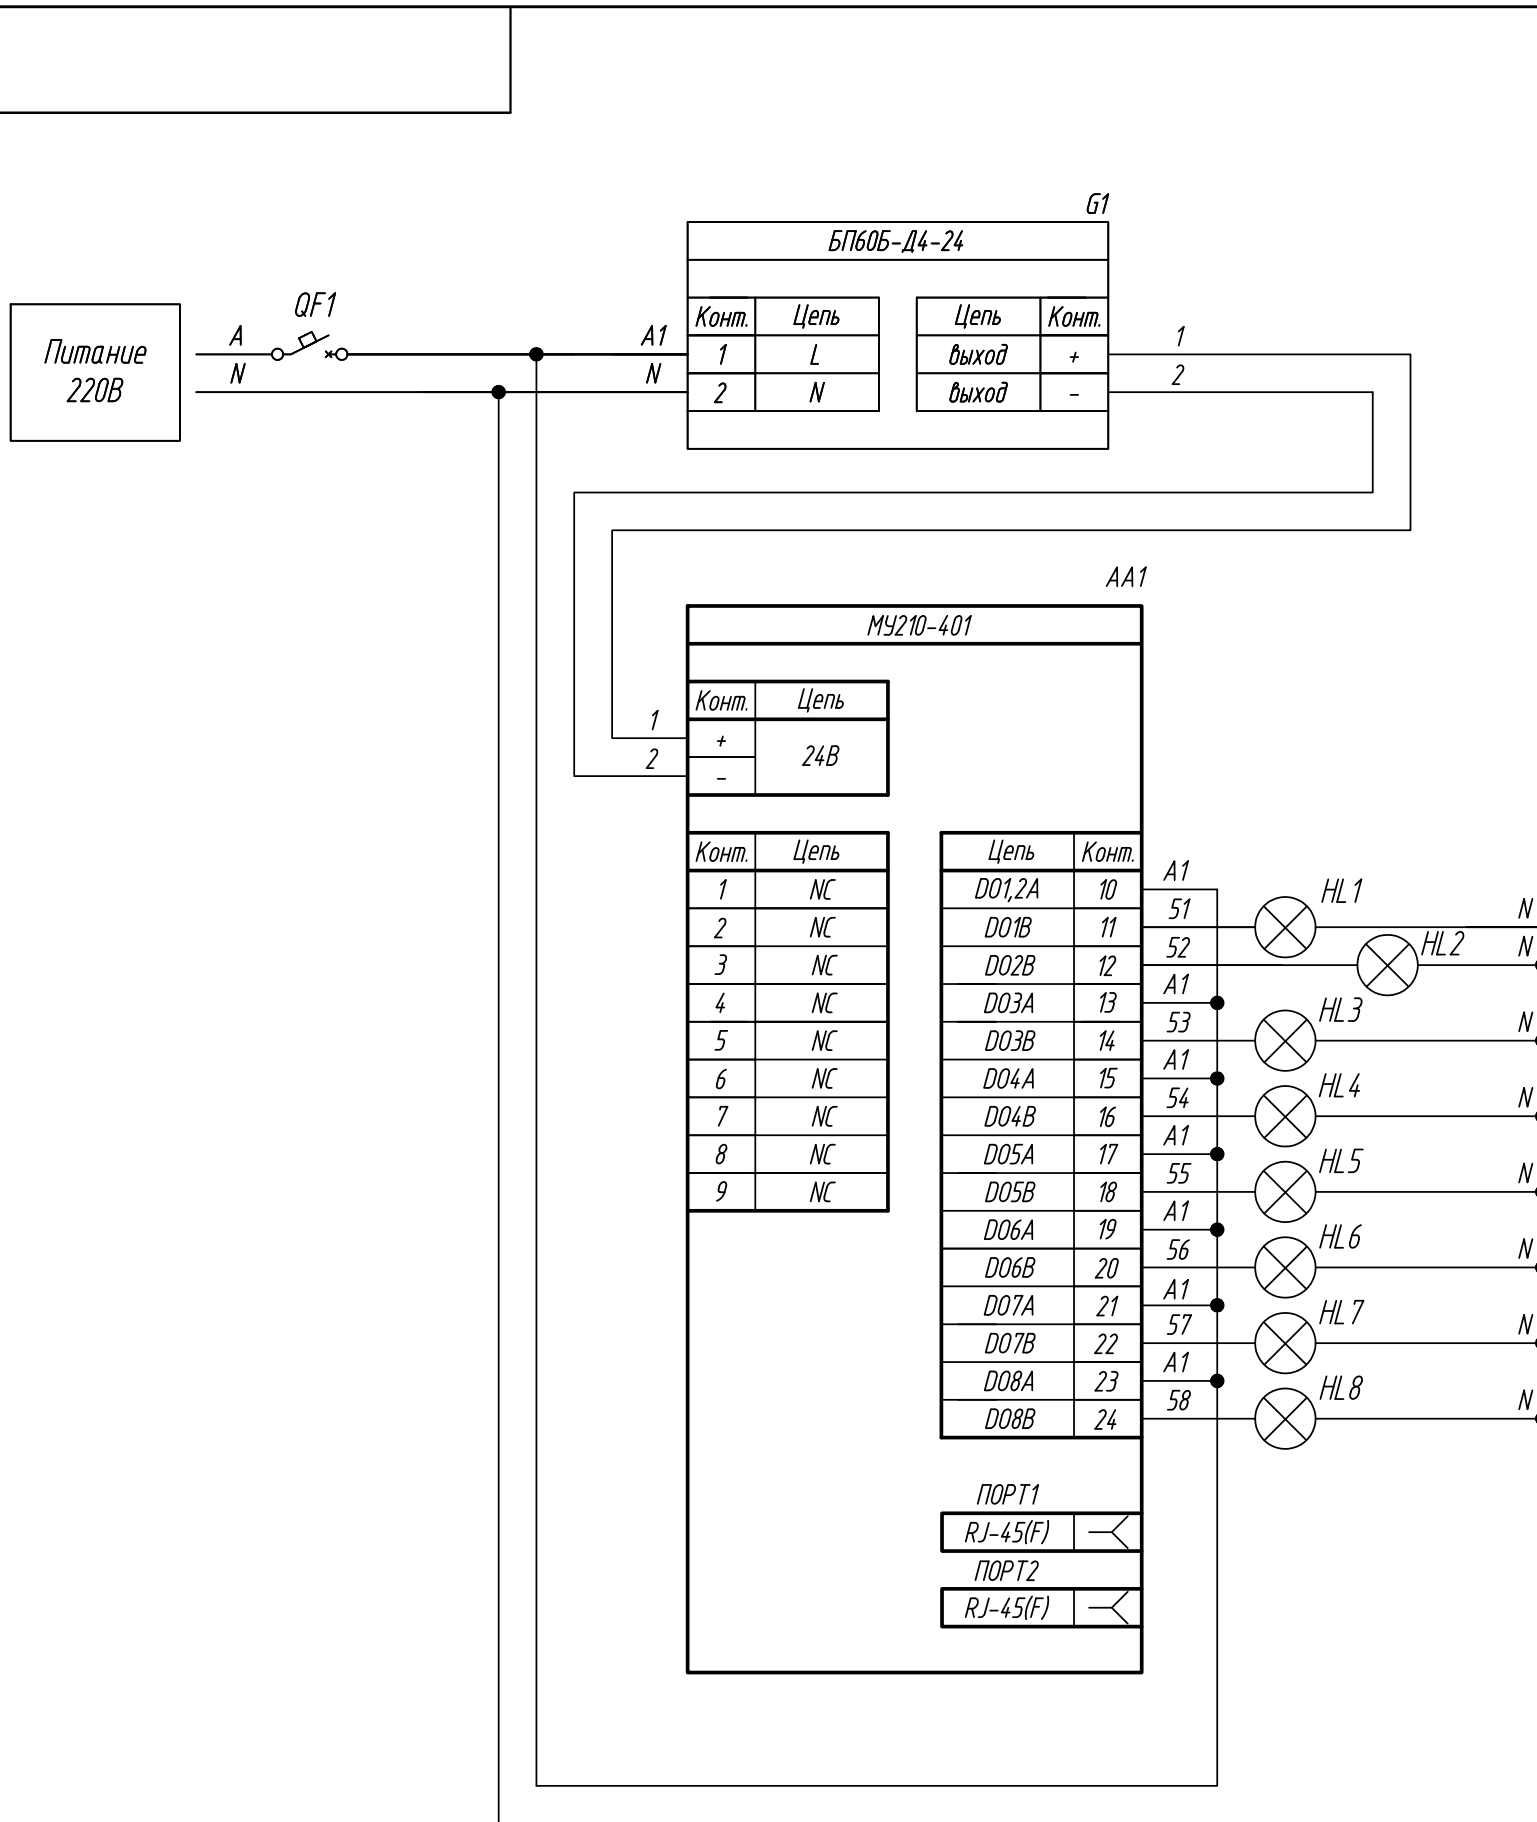 G1
БП60Б-Д4-24
QF1
Питание
220В
A
N
A1
N
Конт. Цепь
1 L
2 N
Цепь Конт.
выход +
выход -
1
2
AA1
МУ210-401
Конт. Цепь
1 + 24В
2 -
Конт. Цепь
1 NC
2 NC
3 NC
4 NC
5 NC
6 NC
7 NC
8 NC
9 NC
Цепь Конт.
DO1,2A 10 A1
DO1B 11 51 HL1 N
DO2B 12 52 HL2 N
DO3A 13 A1
DO3B 14 53 HL3 N
DO4A 15 A1
DO4B 16 54 HL4 N
DO5A 17 A1
DO5B 18 55 HL5 N
DO6A 19 A1
DO6B 20 56 HL6 N
DO7A 21 A1
DO7B 22 57 HL7 N
DO8A 23 A1
DO8B 24 58 HL8 N
ПОРТ1
RJ-45(F)
ПОРТ2
RJ-45(F)